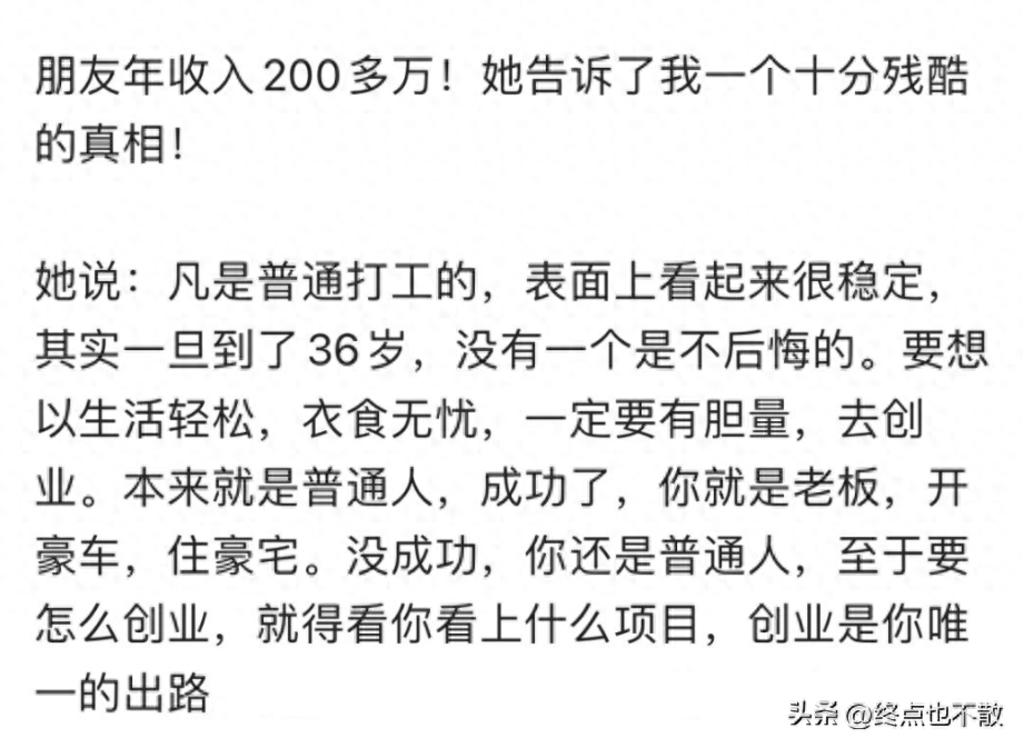 朋友年收入200多万！她告诉了我一个十分残酷
的真相！
她说：凡是普通打工的，表面上看起来很稳定，
其实一旦到了36岁，没有一个是不后悔的。要想
以生活轻松，衣食无忧，一定要有胆量，去创
业。本来就是普通人，成功了，你就是老板，开
豪车，住豪宅。没成功，你还是普通人，至于要
怎么创业，就得看你看上什么项目，创业是你唯
一的出路
头条 @终点也不散